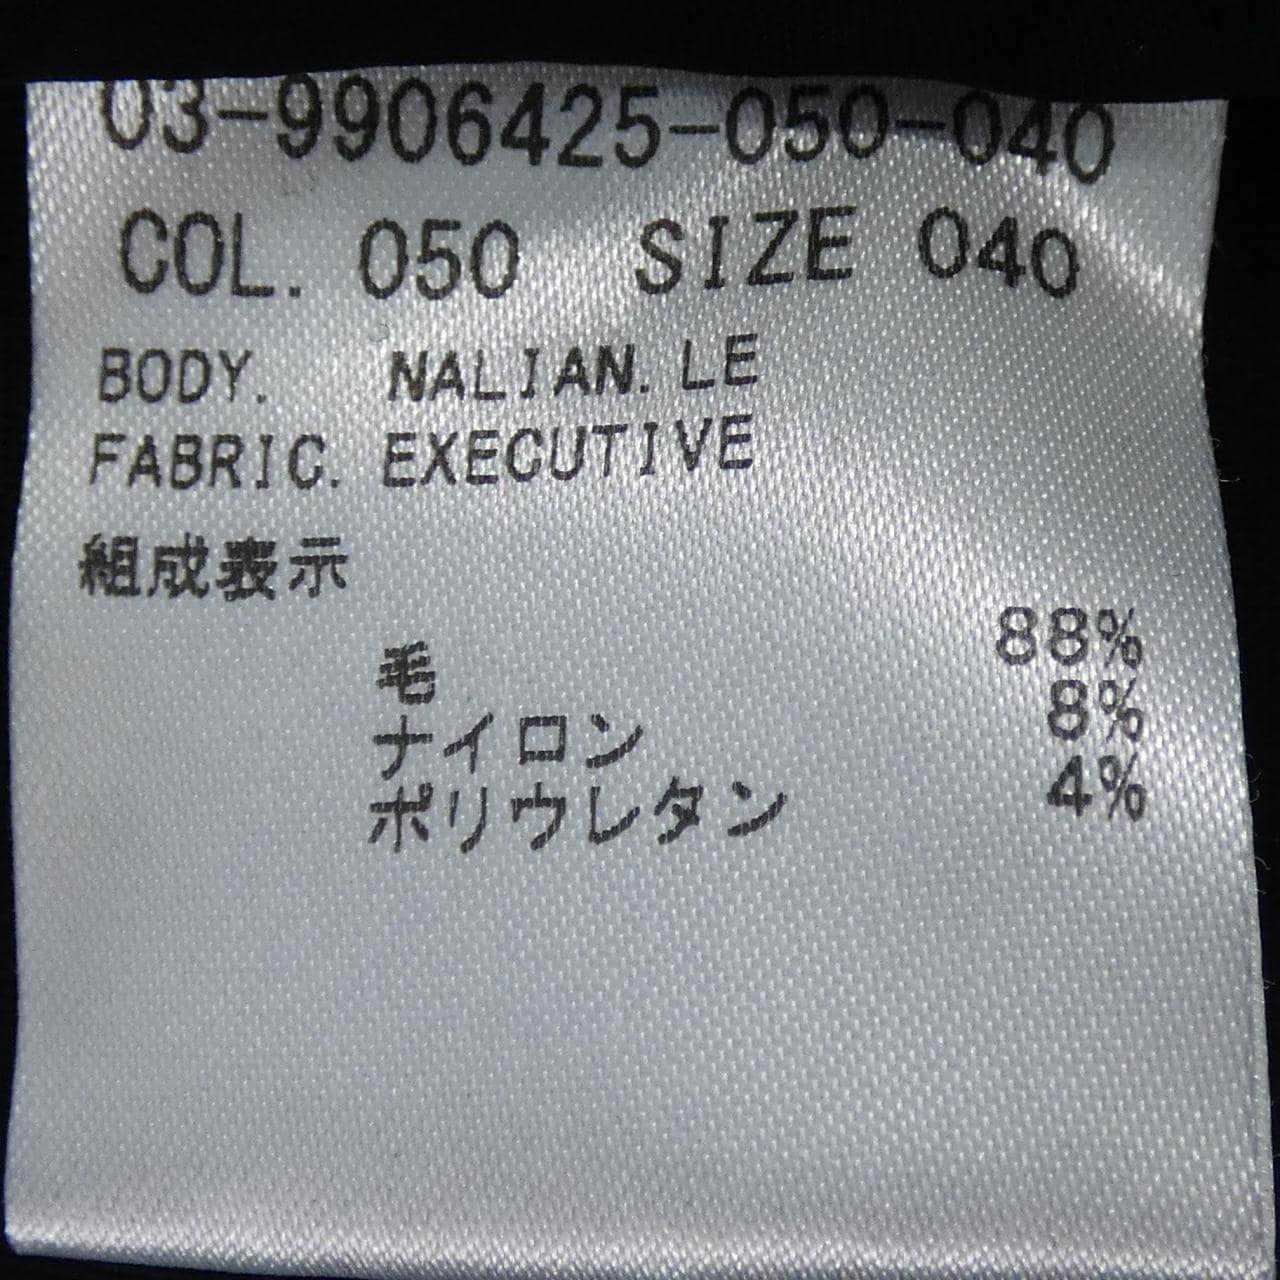 03-9906425-050-040
COL. 050 SIZE 040
BODY. NALIAN.LE
FABRIC. EXECUTIVE
組成表示
毛 88%
ナイロン 8%
ポリウレタン 4%